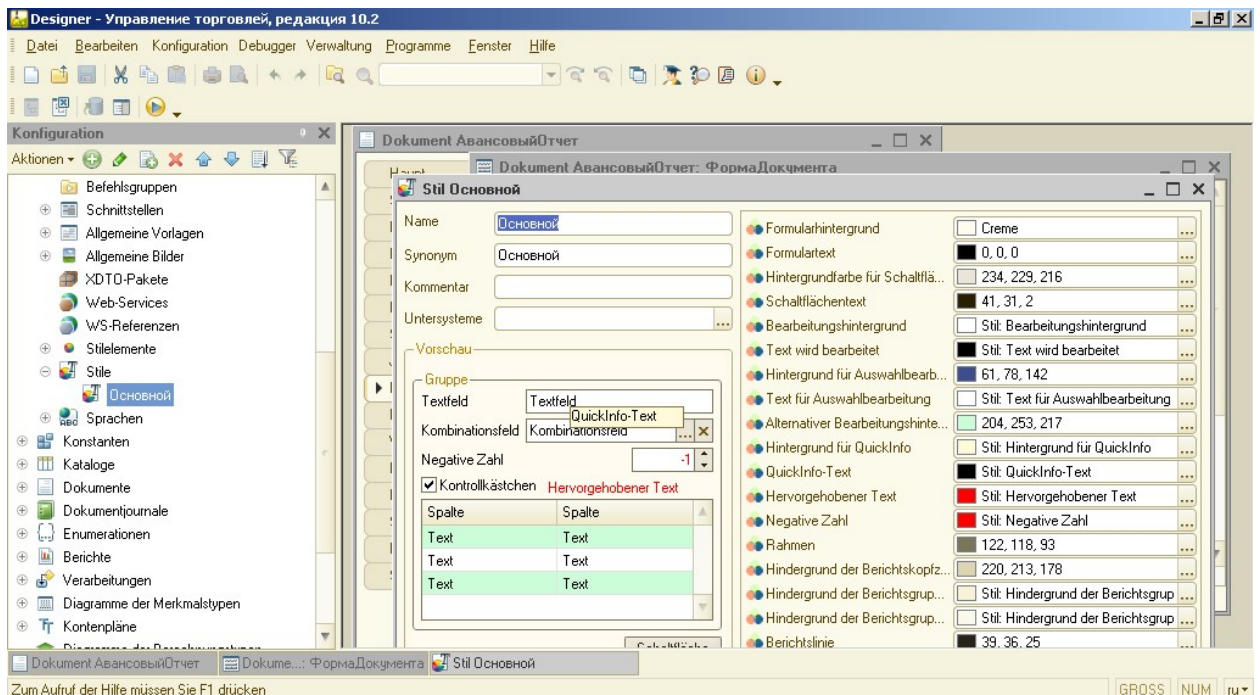 Designer - Управление торговлей, редакция 10.2
Datei Bearbeiten Konfiguration Debugger Verwaltung Programme Fenster Hilfe
Konfiguration
Aktionen
Befehlsgruppen
Schnittstellen
Allgemeine Vorlagen
Allgemeine Bilder
XDTO-Pakete
Web-Services
WS-Referenzen
Stilelemente
Stile
Основной
Sprachen
Konstanten
Kataloge
Dokumente
Dokumentjournale
Enumerationen
Berichte
Verarbeitungen
Diagramme der Merkmalstypen
Kontenpläne
Dokument АвансовыйОтчет
Haupt
Dokument АвансовыйОтчет: ФормаДокумента
Stil Основной
Name Основной
Synonym Основной
Kommentar
Untersysteme
Vorschau
Gruppe
Textfeld Textfeld
QuickInfo-Text
Kombinationsfeld Kombinationsfeld
Negative Zahl -1
Kontrollkästchen Hervorgehobener Text
Spalte Spalte
Text Text
Text Text
Text Text
Schaltfläche
Formularhintergrund Creme
Formulartext 0, 0, 0
Hintergrundfarbe für Schaltflä... 234, 229, 216
Schaltflächentext 41, 31, 2
Bearbeitungshintergrund Stil: Bearbeitungshintergrund
Text wird bearbeitet Stil: Text wird bearbeitet
Hintergrund für Auswahlbearb... 61, 78, 142
Text für Auswahlbearbeitung Stil: Text für Auswahlbearbeitung
Alternativer Bearbeitungshinte... 204, 253, 217
Hintergrund für QuickInfo Stil: Hintergrund für QuickInfo
QuickInfo-Text Stil: QuickInfo-Text
Hervorgehobener Text Stil: Hervorgehobener Text
Negative Zahl Stil: Negative Zahl
Rahmen 122, 118, 93
Hindergrund der Berichtskopfz... 220, 213, 178
Hindergrund der Berichtsgrup... Stil: Hindergrund der Berichtsgrup
Hindergrund der Berichtsgrup... Stil: Hindergrund der Berichtsgrup
Berichtslinie 39, 36, 25
Dokument АвансовыйОтчет Dokume...: ФормаДокумента Stil Основной
Zum Aufruf der Hilfe müssen Sie F1 drücken GROSS NUM ru